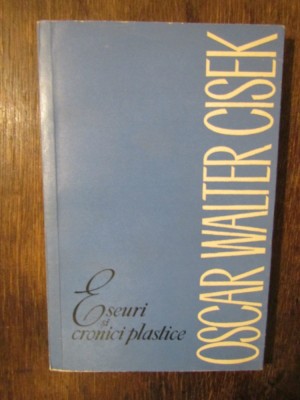 OSCAR WALTER CISEK
Eseuri
și
cronici plastice